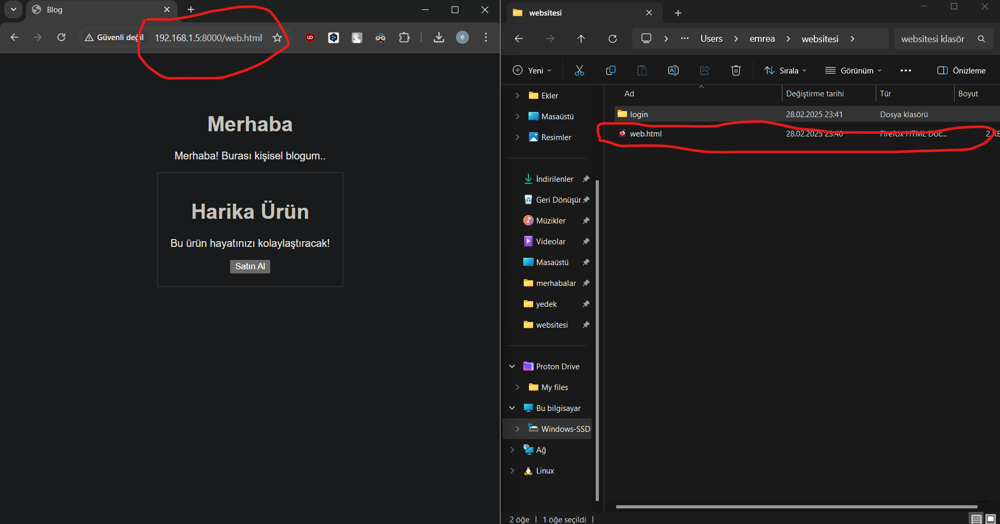 Blog
Güvenli değil
192.168.1.5:8000/web.html
e
Merhaba
Merhaba! Burası kişisel blogum..
Harika Ürün
Bu ürün hayatınızı kolaylaştıracak!
Satın Al
websitesi
Users
emrea
websitesi
websitesi klasör
Yeni
Sırala
Görünüm
Önizleme
Ad
Değiştirme tarihi
Tür
Boyut
login
28.02.2025 23:41
Dosya klasörü
web.html
28.02.2025 23:40
Firefox HTML Doc...
2 KB
Ekler
Masaüstü
Resimler
İndirilenler
Geri Dönüşür
Müzikler
Videolar
Masaüstü
merhabalar
yedek
websitesi
Proton Drive
My files
Bu bilgisayar
Windows-SSD
Ağ
Linux
2 öğe
1 öğe seçildi